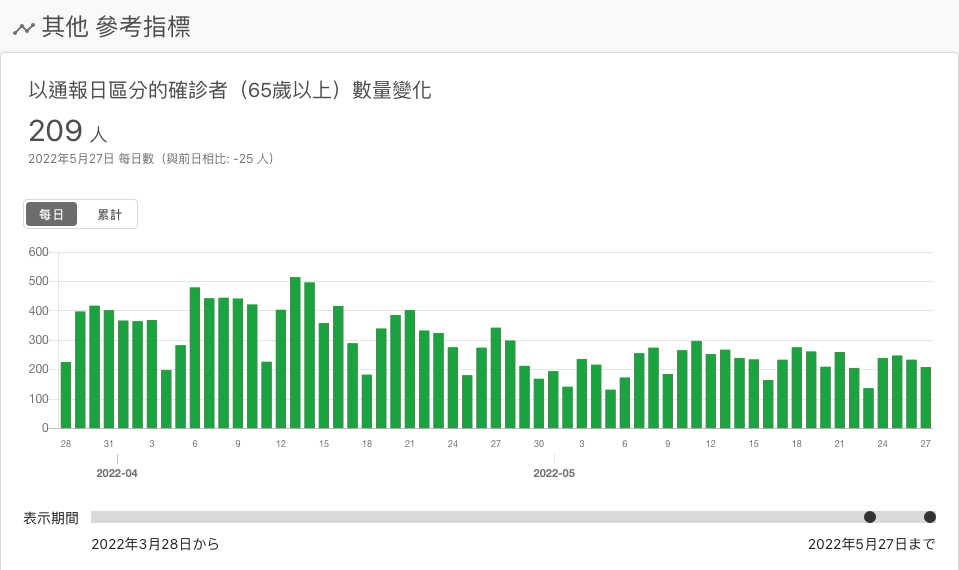 其他 參考指標
以通報日區分的確診者（65歲以上）數量變化
209 人
2022年5月27日 每日數（與前日相比: -25 人）
每日 累計
600
500
400
300
200
100
0
28 31 3 6 9 12 15 18 21 24 27 30 3 6 9 12 15 18 21 24 27
2022-04 2022-05
表示期間
2022年3月28日から 2022年5月27日まで